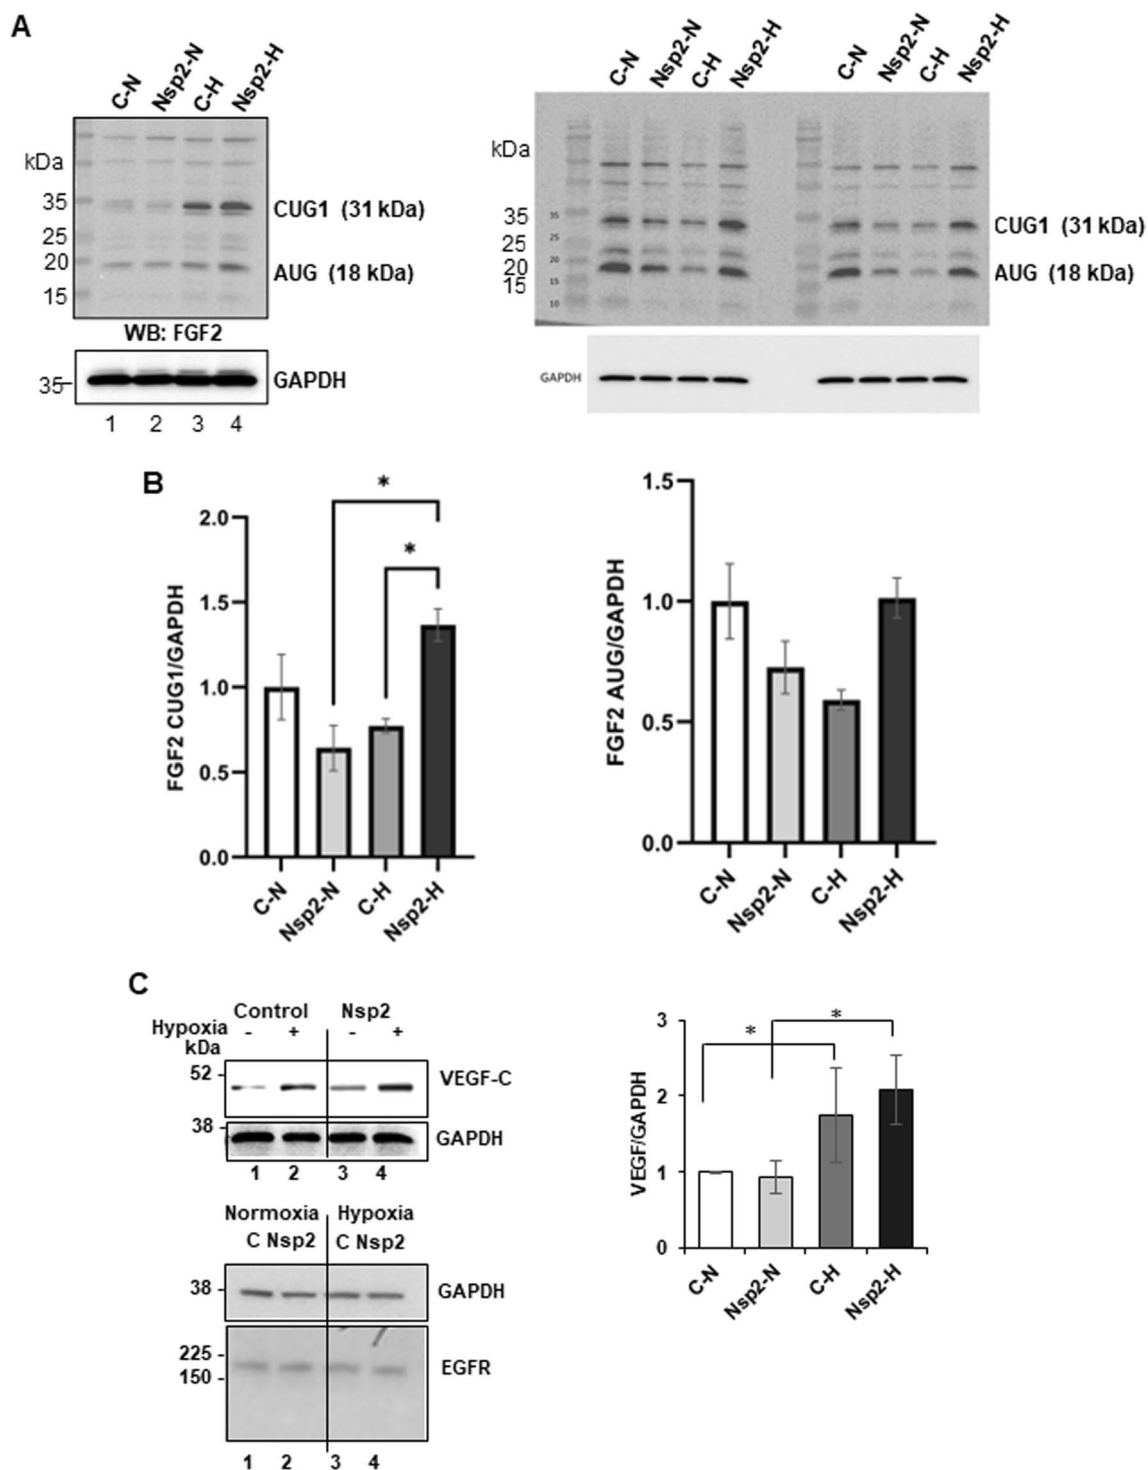 A
C-N Nsp2-N C-H Nsp2-H
kDa
35
25
20
15
CUG1 (31 kDa)
AUG (18 kDa)
WB: FGF2
35
GAPDH
1 2 3 4
C-N Nsp2-N C-H Nsp2-H C-N Nsp2-N C-H Nsp2-H
kDa
35
25
20
15
35
25
20
15
10
CUG1 (31 kDa)
AUG (18 kDa)
GAPDH
B
*
*
2.0
1.5
1.0
0.5
0.0
FGF2 CUG1/GAPDH
C-N Nsp2-N C-H Nsp2-H
1.5
1.0
0.5
0.0
FGF2 AUG/GAPDH
C-N Nsp2-N C-H Nsp2-H
C
Control Nsp2
Hypoxia - + - +
kDa
52 -
VEGF-C
38 -
GAPDH
1 2 3 4
Normoxia Hypoxia
C Nsp2 C Nsp2
38 -
GAPDH
225 -
150 -
EGFR
1 2 3 4
* *
3
2
1
0
VEGF/GAPDH
C-N Nsp2-N C-H Nsp2-H